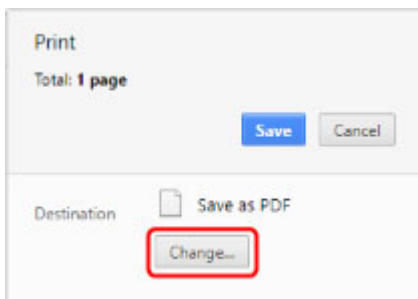 Print
Total: 1 page
Save Cancel
Destination Save as PDF
Change...